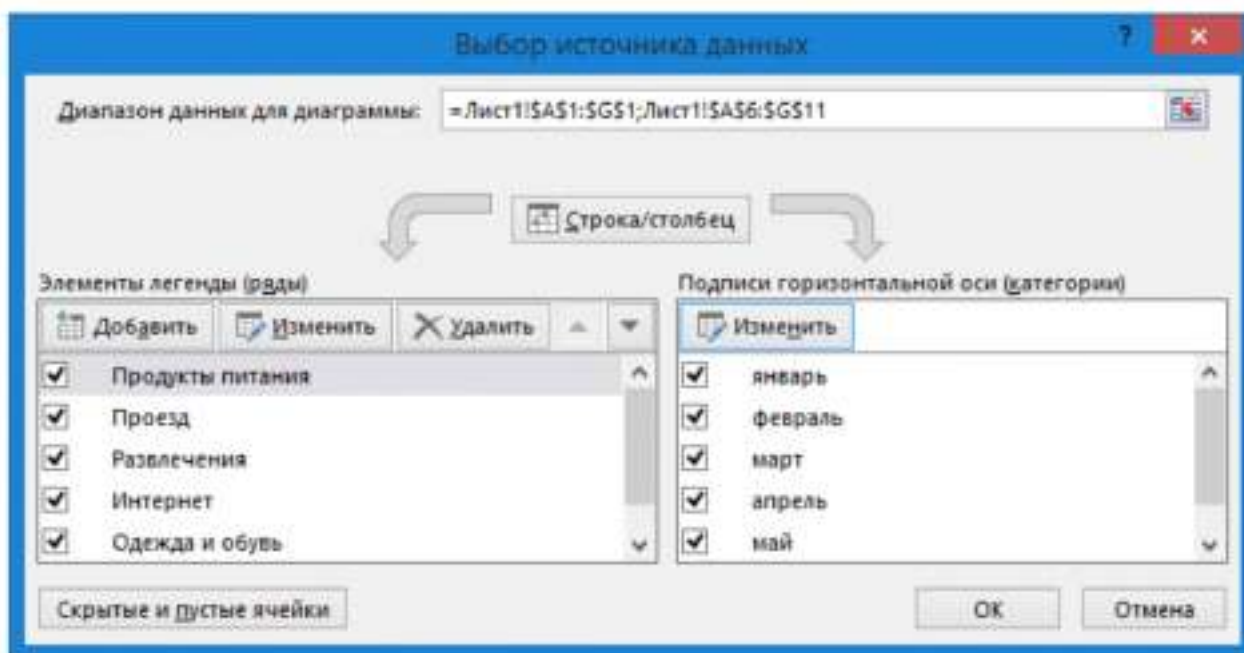 Выбор источника данных
?
Диапазон данных для диаграммы: =Лист1!$A$1:$G$1;Лист1!$A$6:$G$11
Строка/столбец
Элементы легенды (ряды)
Добавить Изменить Удалить
Продукты питания
Проезд
Развлечения
Интернет
Одежда и обувь
Подписи горизонтальной оси (категории)
Изменить
январь
февраль
март
апрель
май
Скрытые и пустые ячейки
ОК
Отмена